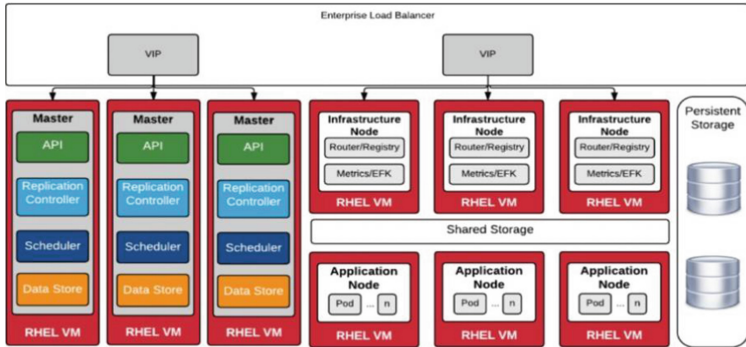 Enterprise Load Balancer
VIP
VIP
Master
API
Replication
Controller
Scheduler
Data Store
RHEL VM
Master
API
Replication
Controller
Scheduler
Data Store
RHEL VM
Master
API
Replication
Controller
Scheduler
Data Store
RHEL VM
Infrastructure
Node
Router/Registry
Metrics/EFK
RHEL VM
Infrastructure
Node
Router/Registry
Metrics/EFK
RHEL VM
Infrastructure
Node
Router/Registry
Metrics/EFK
RHEL VM
Shared Storage
Application
Node
Pod ... n
RHEL VM
Application
Node
Pod ... n
RHEL VM
Application
Node
Pod ... n
RHEL VM
Persistent
Storage